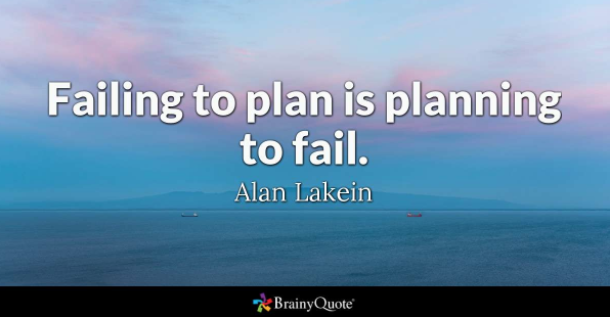 Failing to plan is planning
to fail.
Alan Lakein
BrainyQuote®